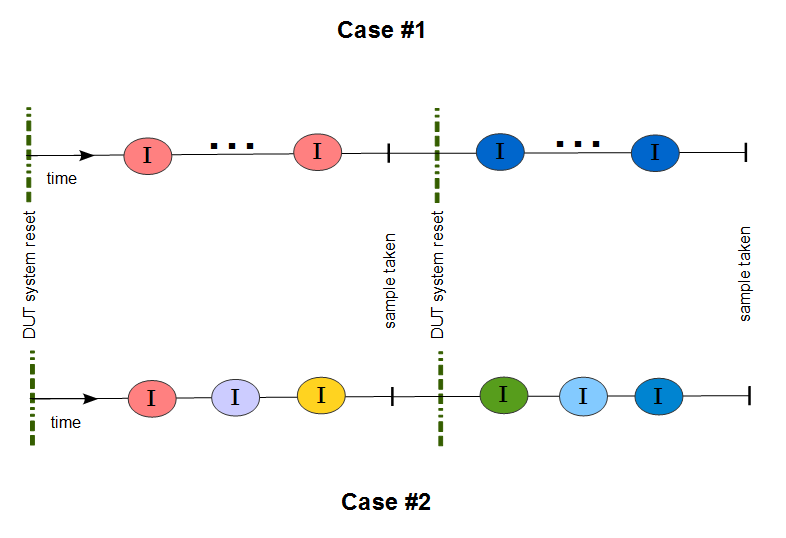 Case #1
I
...
I
I
...
I
time
DUT system reset
sample taken
DUT system reset
sample taken
I
I
I
I
I
I
time
Case #2